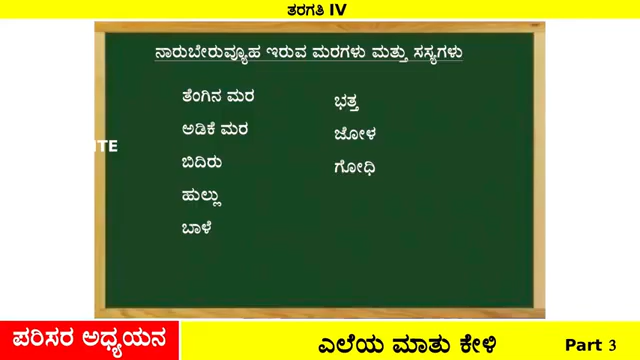 ತರಗತಿ IV
ನಾರುಬೇರುವ್ಯೂಹ ಇರುವ ಮರಗಳು ಮತ್ತು ಸಸ್ಯಗಳು
ತೆಂಗಿನ ಮರ
ಅಡಿಕೆ ಮರ
ಬಿದಿರು
ಹುಲ್ಲು
ಬಾಳೆ
ಭತ್ತ
ಜೋಳ
ಗೋಧಿ
ಪರಿಸರ ಅಧ್ಯಯನ
ಎಲೆಯ ಮಾತು ಕೇಳಿ
Part 3